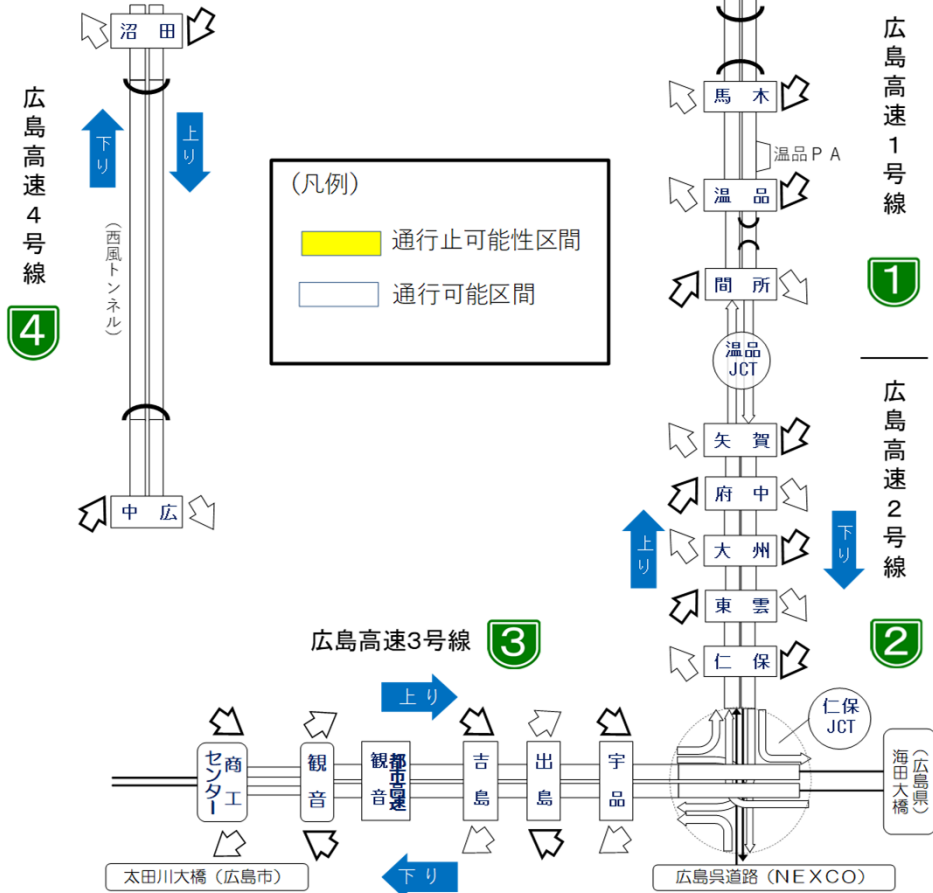 沼田
広島高速4号線
4
下り
上り
(西風トンネル)
中広
(凡例)
通行止可能性区間
通行可能区間
広島高速1号線
1
馬木
温品PA
温品
間所
温品
JCT
広島高速2号線
2
矢賀
府中
大州
東雲
仁保
上り
下り
仁保
JCT
広島高速3号線
3
上り
商工
センター
観音
都市高速
観音
吉島
出島
宇品
(広島県)
海田大橋
太田川大橋(広島市)
下り
広島呉道路(NEXCO)